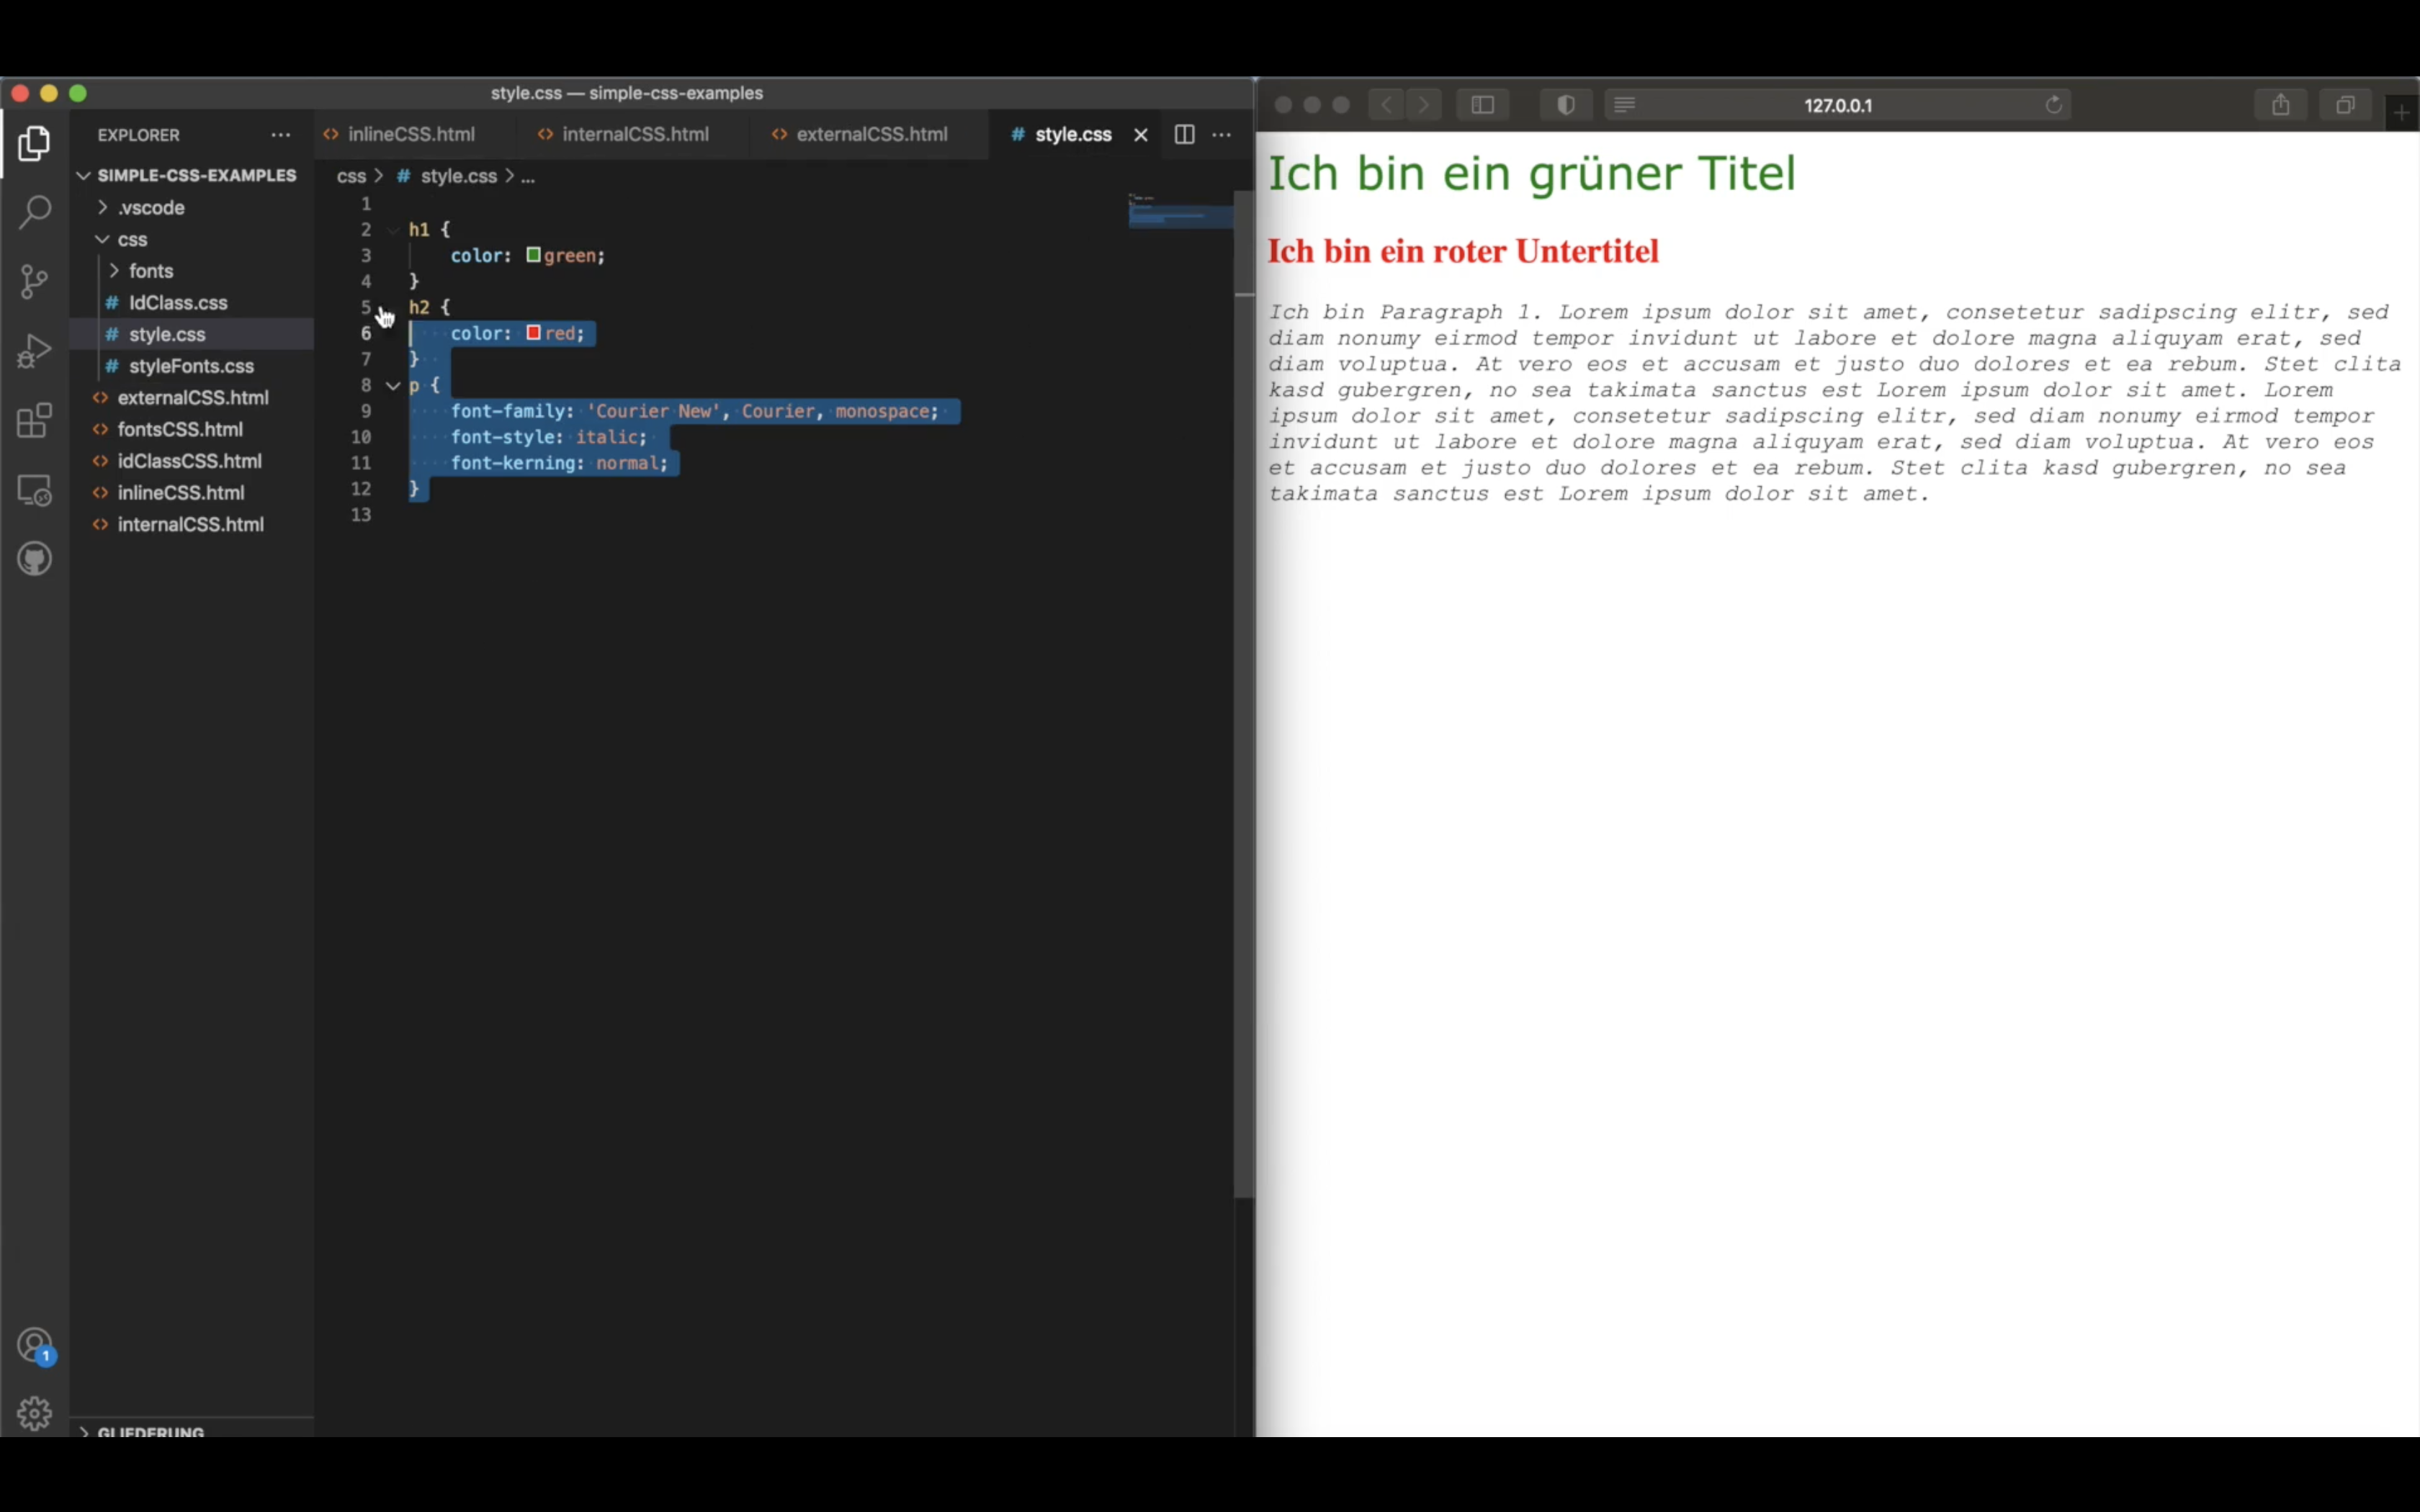 style.css — simple-css-examples
EXPLORER
SIMPLE-CSS-EXAMPLES
.vscode
css
fonts
IdClass.css
style.css
styleFonts.css
externalCSS.html
fontsCSS.html
idClassCSS.html
inlineCSS.html
internalCSS.html
GLIEDERUNG
1
inlineCSS.html
internalCSS.html
externalCSS.html
# style.css
css > # style.css > ...
1
2 h1 {
3 color: green;
4 }
5 h2 {
6 color: red;
7 }
8 p {
9 font-family: 'Courier New', Courier, monospace;
10 font-style: italic;
11 font-kerning: normal;
12 }
13
127.0.0.1
Ich bin ein grüner Titel
Ich bin ein roter Untertitel
Ich bin Paragraph 1. Lorem ipsum dolor sit amet, consetetur sadipscing elitr, sed
diam nonumy eirmod tempor invidunt ut labore et dolore magna aliquyam erat, sed
diam voluptua. At vero eos et accusam et justo duo dolores et ea rebum. Stet clita
kasd gubergren, no sea takimata sanctus est Lorem ipsum dolor sit amet. Lorem
ipsum dolor sit amet, consetetur sadipscing elitr, sed diam nonumy eirmod tempor
invidunt ut labore et dolore magna aliquyam erat, sed diam voluptua. At vero eos
et accusam et justo duo dolores et ea rebum. Stet clita kasd gubergren, no sea
takimata sanctus est Lorem ipsum dolor sit amet.